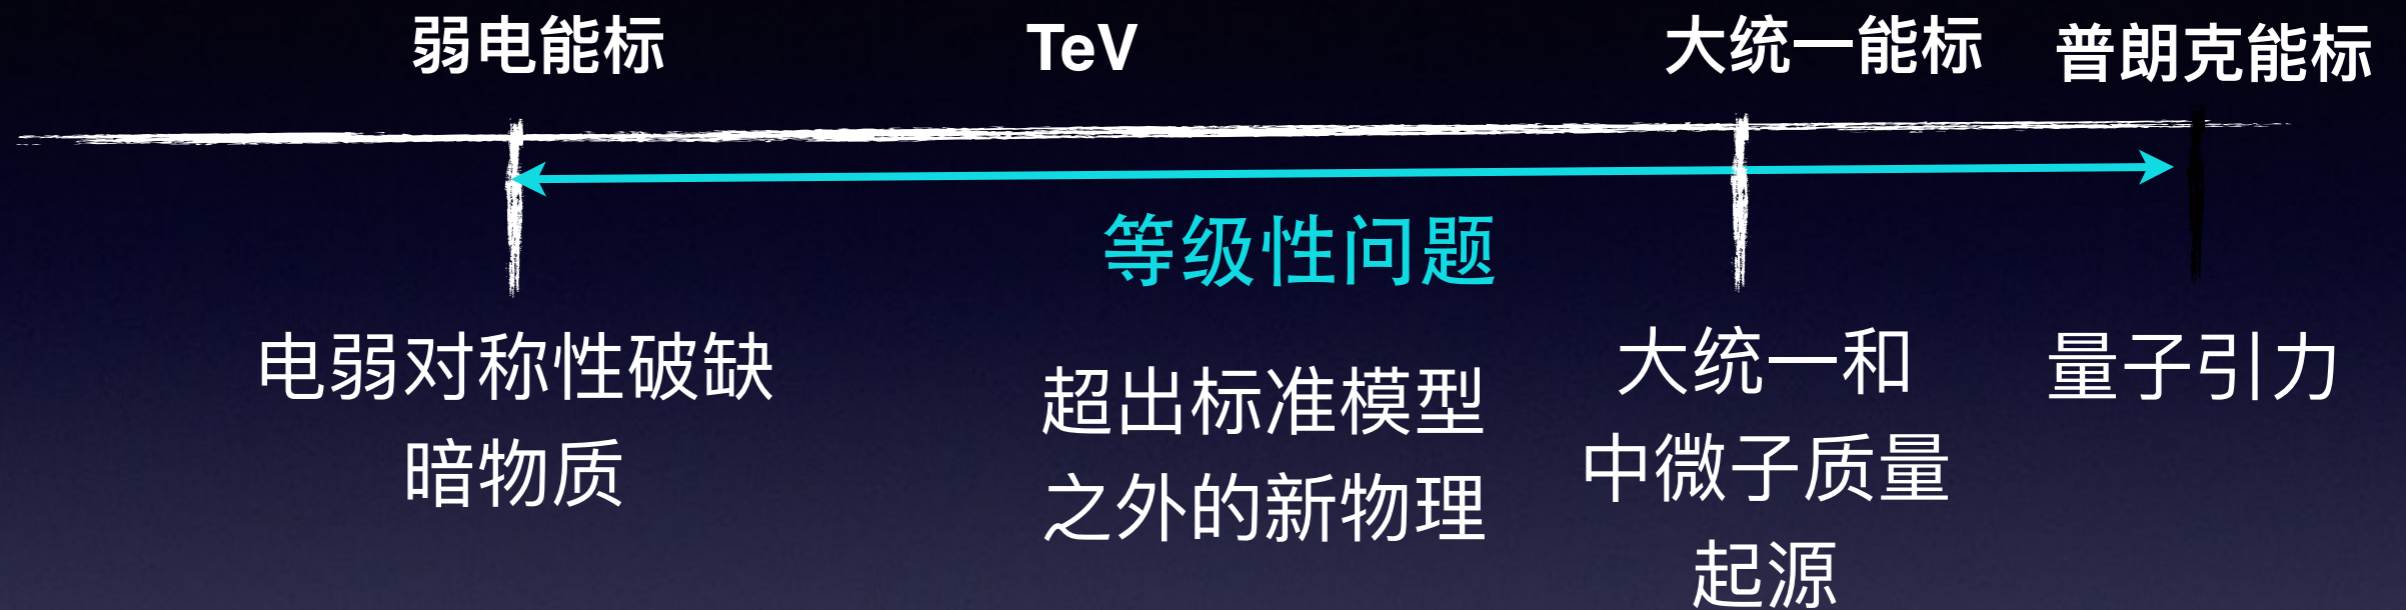 弱电能标
TeV
大统一能标
普朗克能标
等级性问题
电弱对称性破缺
暗物质
超出标准模型
之外的新物理
大统一和
中微子质量
起源
量子引力